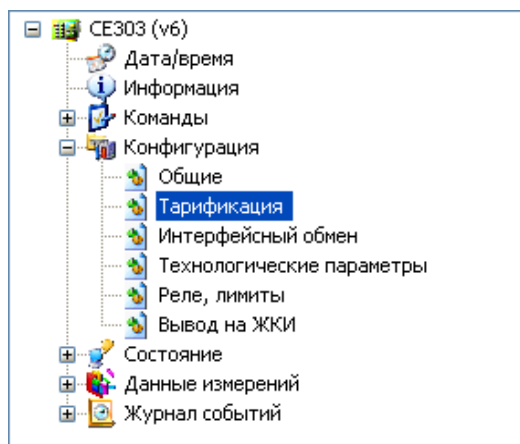 CE303 (v6)
Дата/время
Информация
Команды
Конфигурация
Общие
Тарификация
Интерфейсный обмен
Технологические параметры
Реле, лимиты
Вывод на ЖКИ
Состояние
Данные измерений
Журнал событий